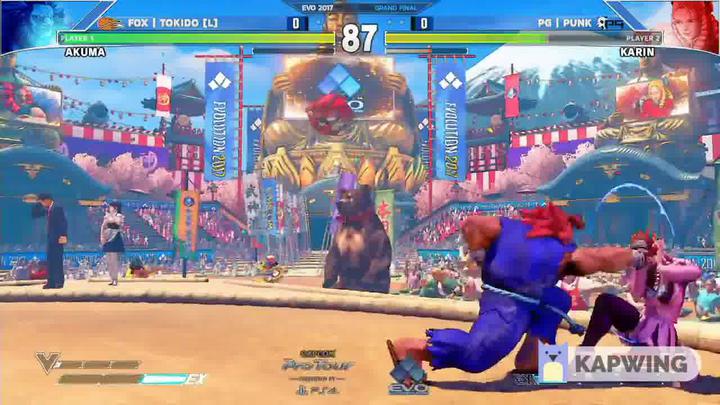 EVO 2017
GRAND FINAL
FOX | TOKIDO [L]
0
87
0
PG | PUNK
PLAYER 1
PLAYER 2
AKUMA
KARIN
EVOLUTION 2017
EVOLUTION 2017
V
EX
CAPCOM
Pro Tour
PS4
EVO
KAPWING